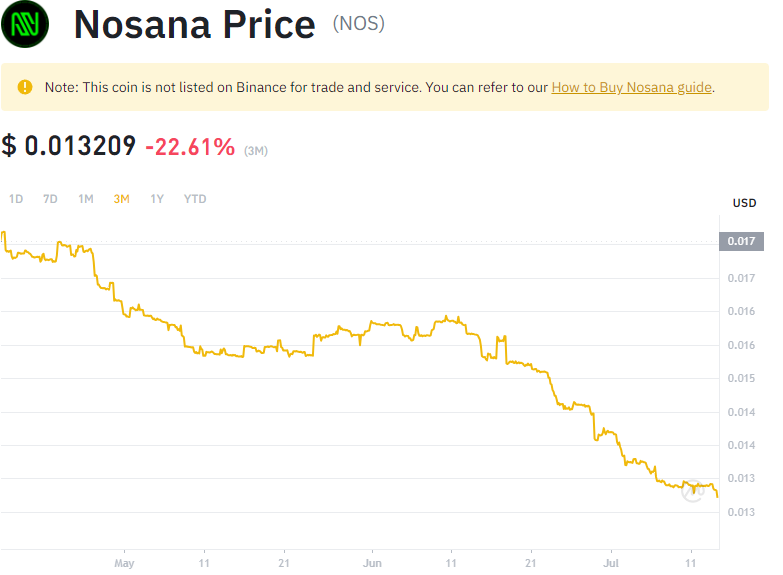 Nosana Price (NOS)
Note: This coin is not listed on Binance for trade and service. You can refer to our How to Buy Nosana guide.
$ 0.013209 -22.61% (3M)
1D 7D 1M 3M 1Y YTD
USD
0.017
0.017
0.016
0.016
0.015
0.014
0.014
0.013
0.013
May 11 21 Jun 11 21 Jul 11